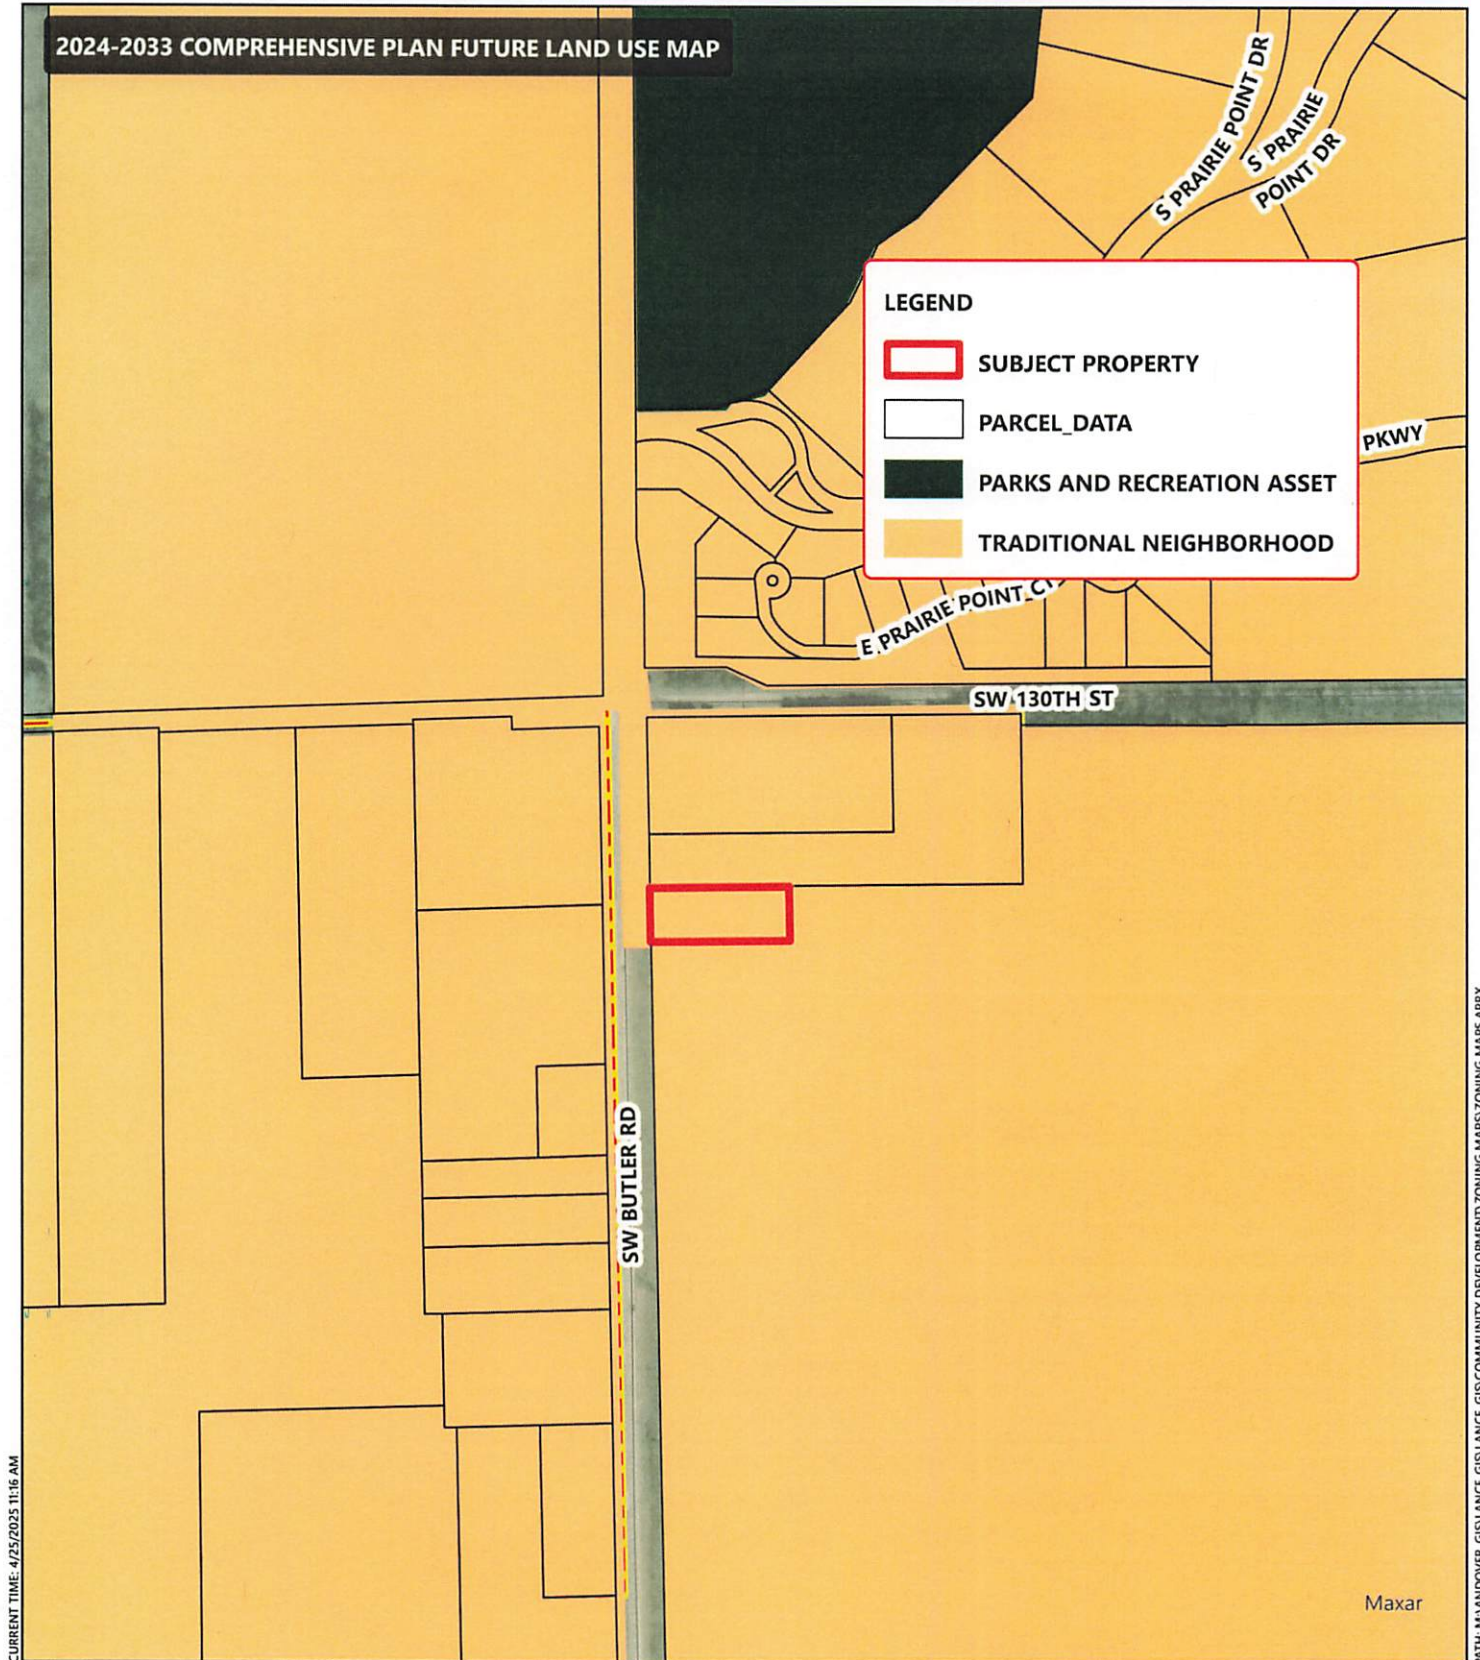 2024-2033 COMPREHENSIVE PLAN FUTURE LAND USE MAP
S PRAIRIE POINT DR
S PRAIRIE
POINT DR
LEGEND
SUBJECT PROPERTY
PARCEL_DATA
PARKS AND RECREATION ASSET
TRADITIONAL NEIGHBORHOOD
PKWY
E PRAIRIE POINT CT
SW 130TH ST
SW BUTLER RD
Maxar
CURRENT TIME: 4/25/2025 11:16 AM